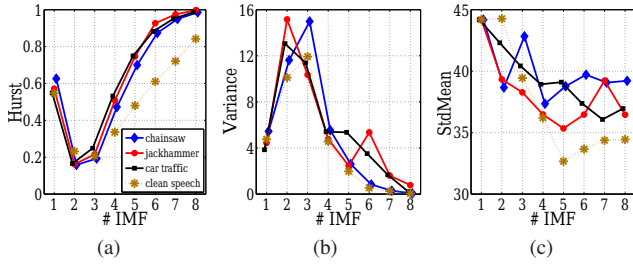 Hurst
1
0.8
0.6
0.4
0.2
0
1 2 3 4 5 6 7 8
# IMF
chainsaw
jackhammer
car traffic
clean speech
(a)
Variance
16
12
8
4
0
1 2 3 4 5 6 7 8
# IMF
(b)
StdMean
45
40
35
30
1 2 3 4 5 6 7 8
# IMF
(c)